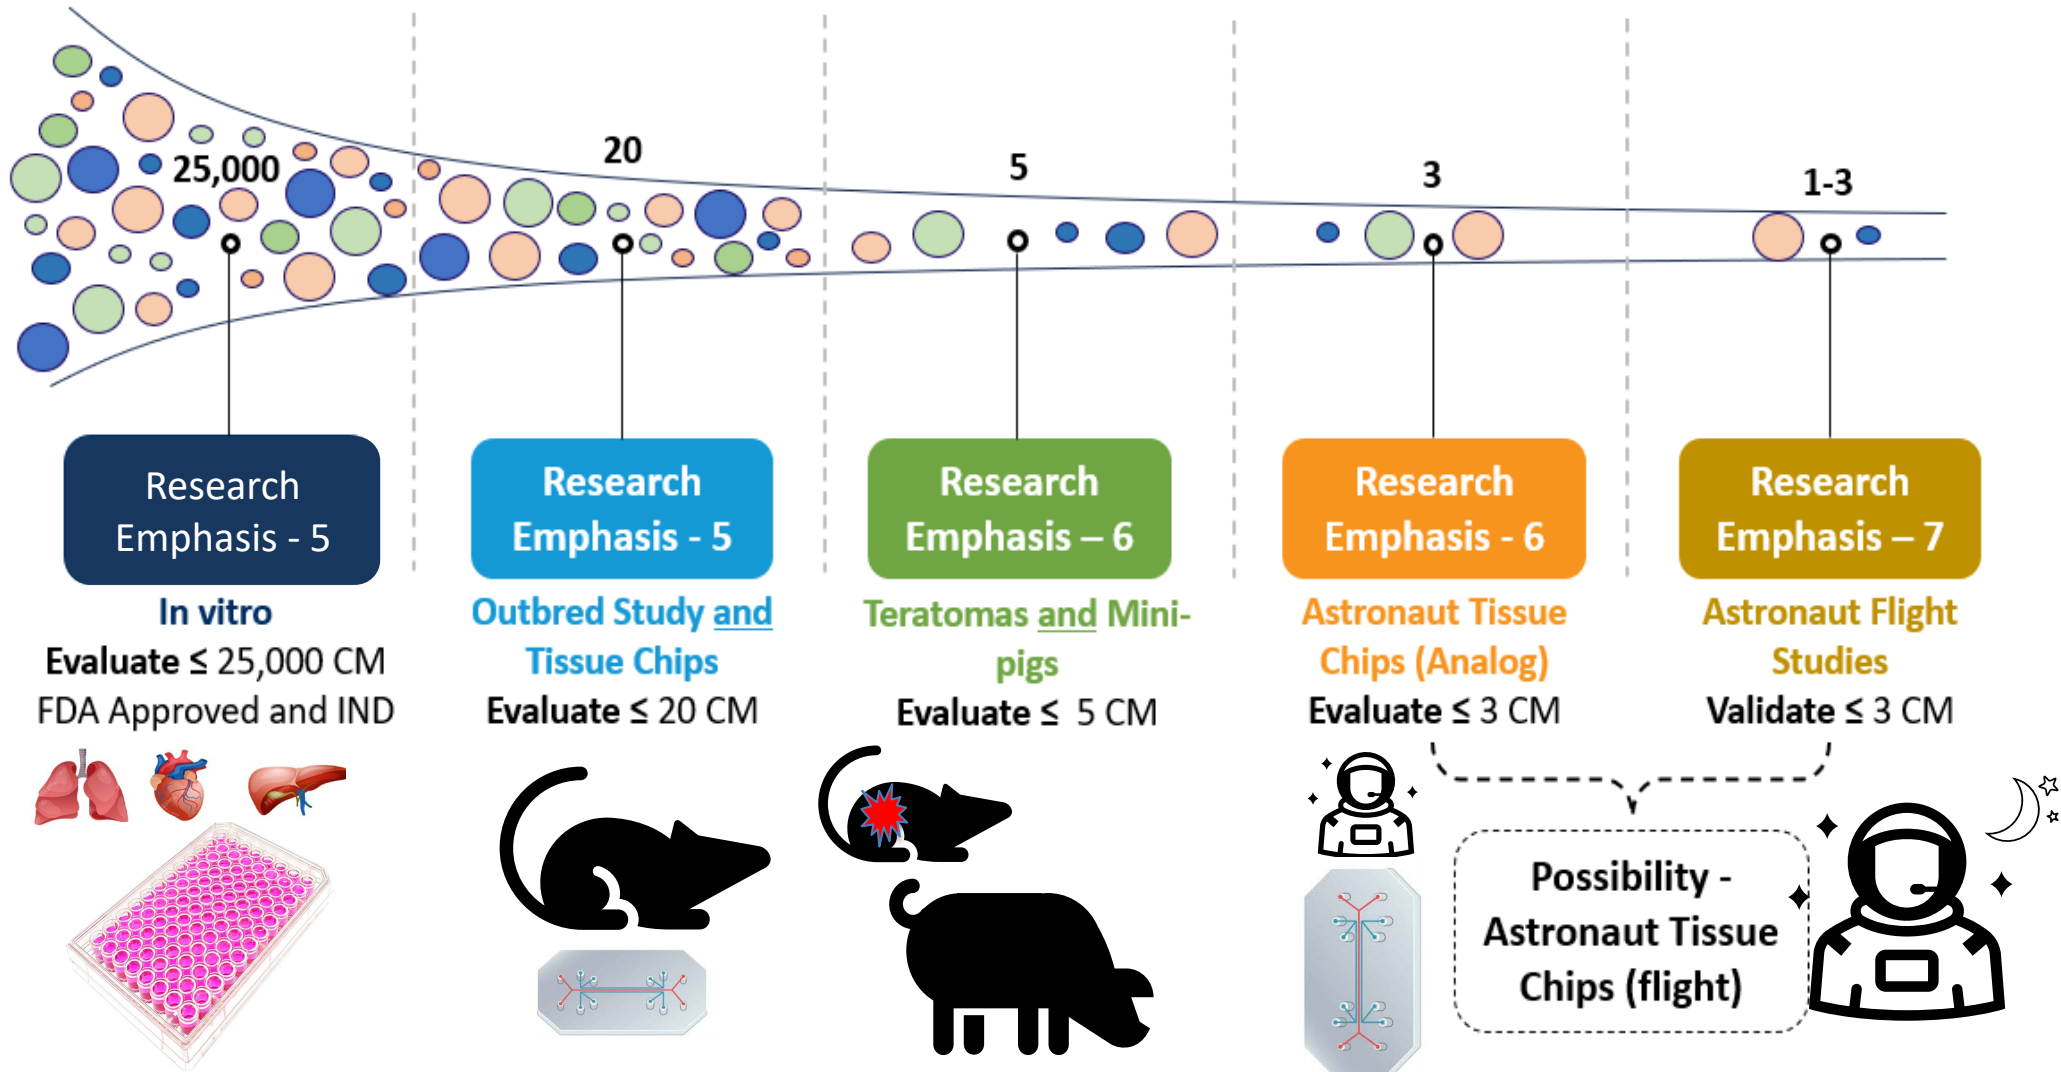 25,000
20
5
3
1-3
Research
Emphasis - 5
In vitro
Evaluate ≤ 25,000 CM
FDA Approved and IND
Research
Emphasis - 5
Outbred Study and
Tissue Chips
Evaluate ≤ 20 CM
Research
Emphasis – 6
Teratomas and Mini-
pigs
Evaluate ≤  5 CM
Research
Emphasis - 6
Astronaut Tissue
Chips (Analog)
Evaluate ≤ 3 CM
Research
Emphasis – 7
Astronaut Flight
Studies
Validate ≤ 3 CM
Possibility -
Astronaut Tissue
Chips (flight)